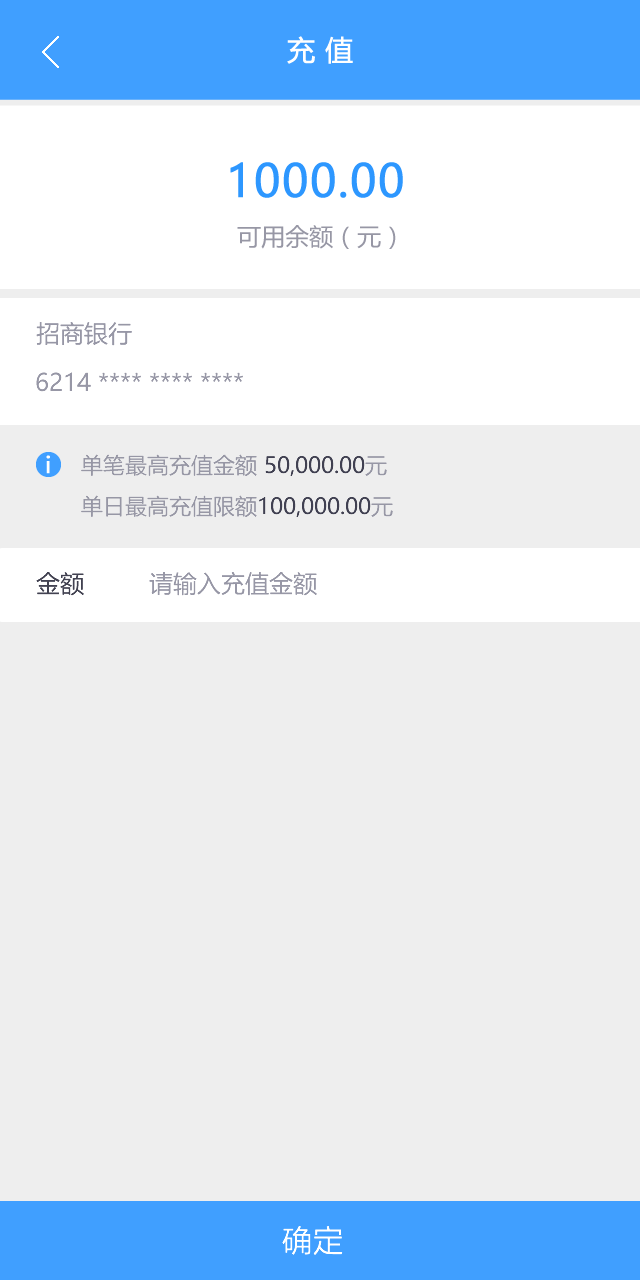 充值
1000.00
可用余额（元）
招商银行
6214 **** **** ****
单笔最高充值金额 50,000.00元
单日最高充值限额100,000.00元
金额 请输入充值金额
确定